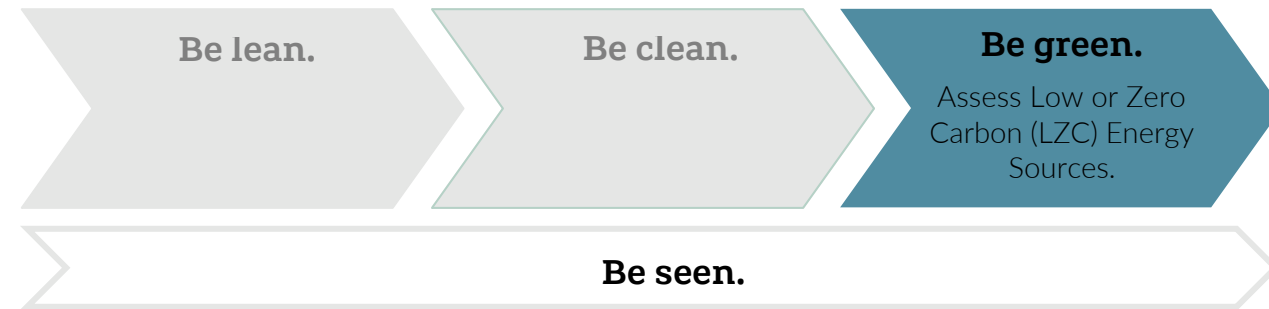 Be lean.
Be clean.
Be green.
Assess Low or Zero
Carbon (LZC) Energy
Sources.
Be seen.